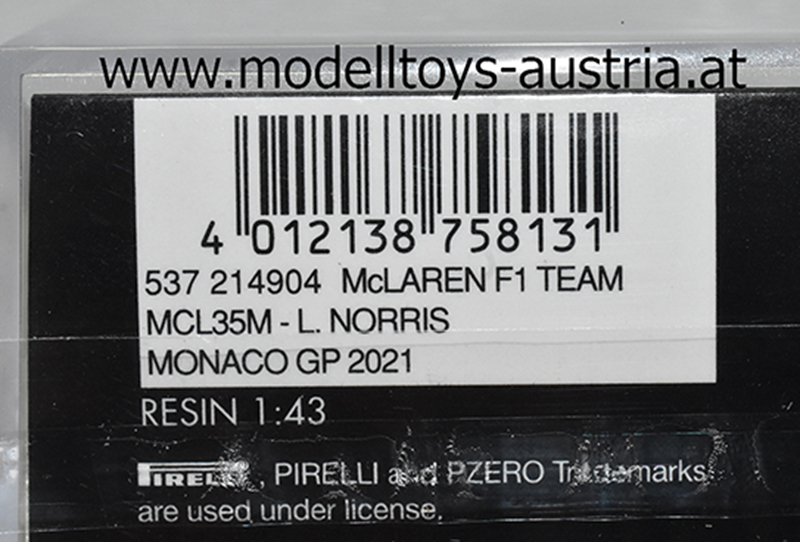 www.modelltoys-austria.at
4 012138 758131
537 214904 McLAREN F1 TEAM
MCL35M - L. NORRIS
MONACO GP 2021
RESIN 1:43
PIRELLI, PIRELLI and PZERO Trademarks
are used under license.